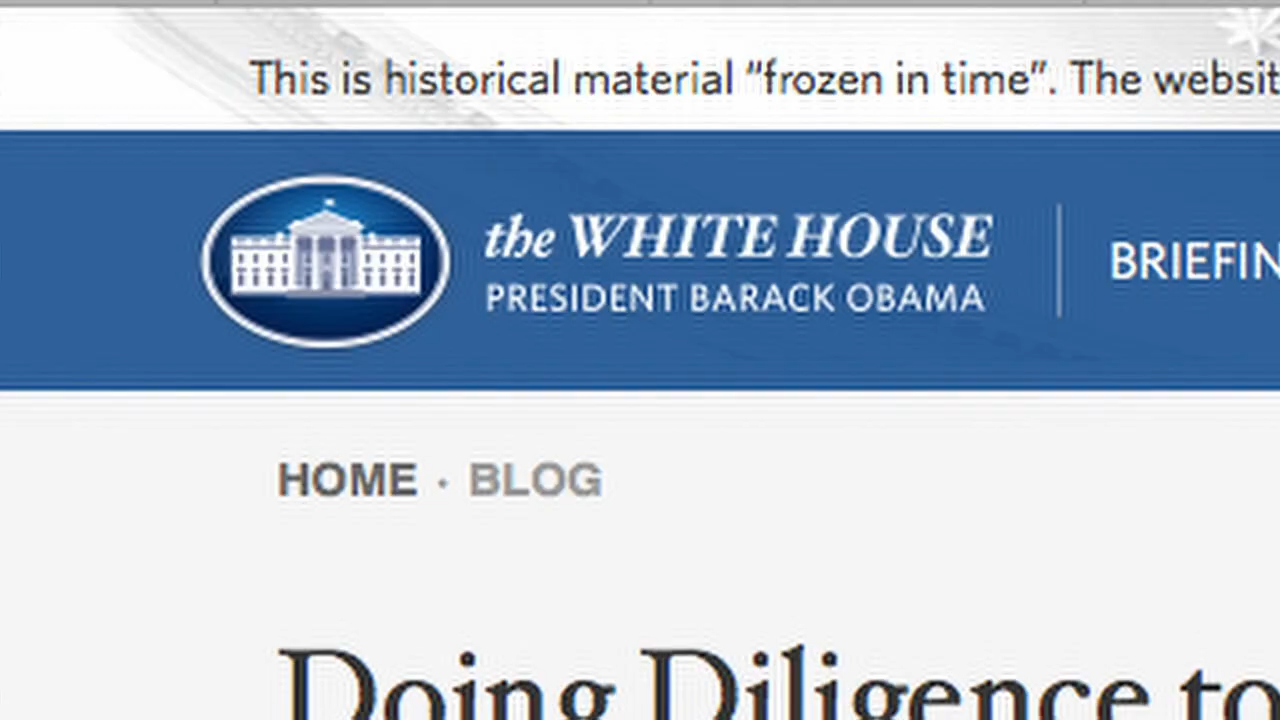 This is historical material “frozen in time”. The websit
the WHITE HOUSE
PRESIDENT BARACK OBAMA
BRIEFIN
HOME · BLOG
Doing Diligence to